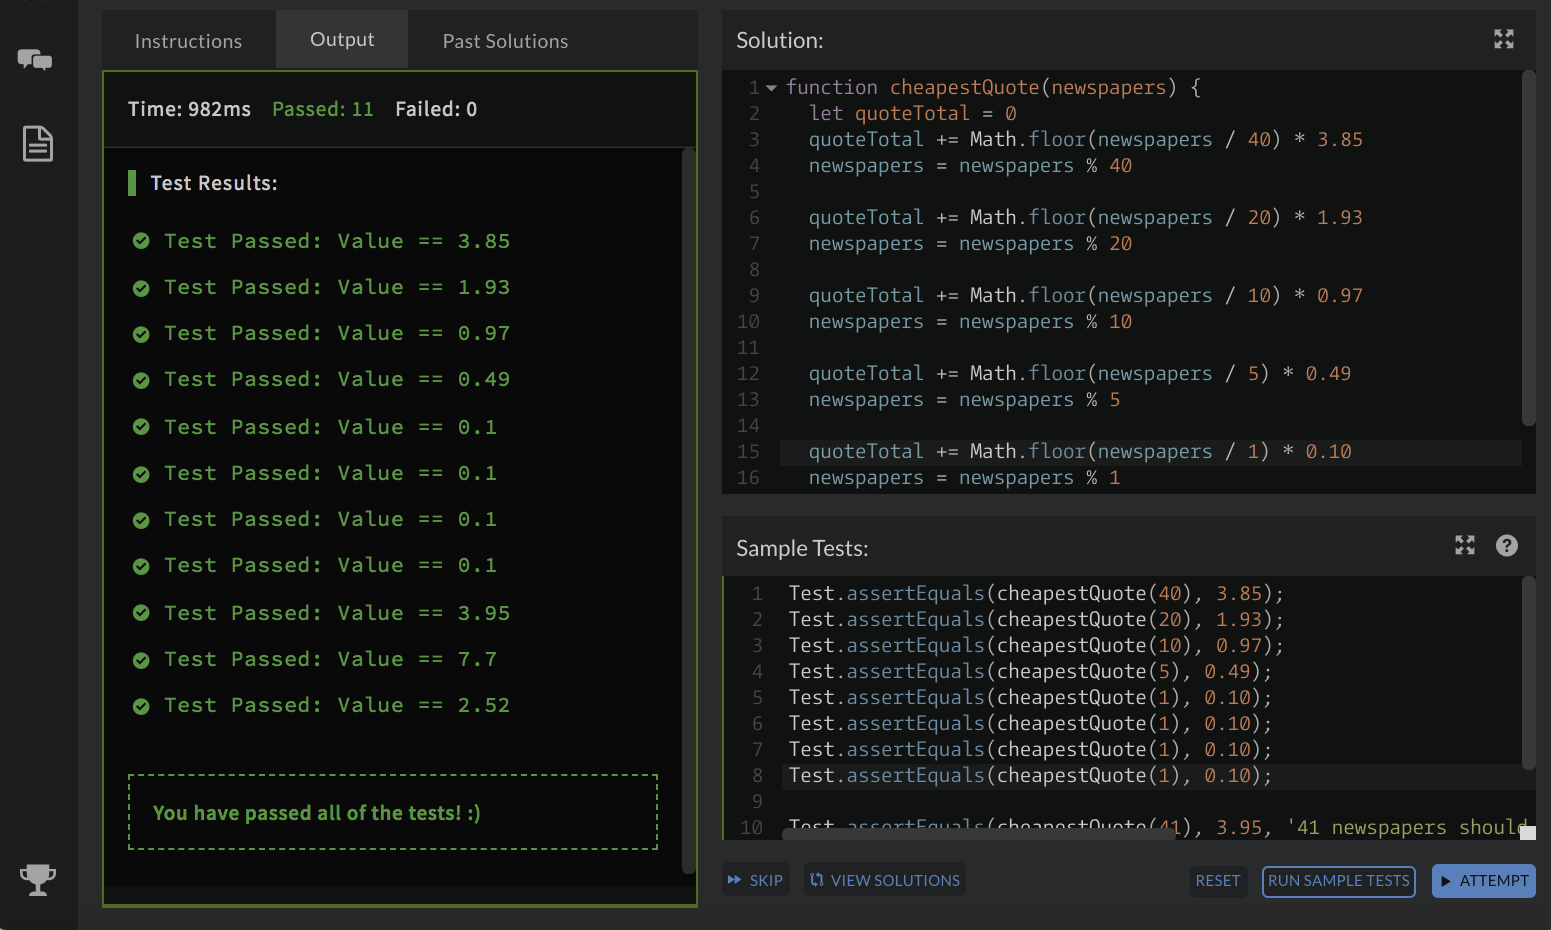 Instructions
Output
Past Solutions
Time: 982ms Passed: 11 Failed: 0
Test Results:
Test Passed: Value == 3.85
Test Passed: Value == 1.93
Test Passed: Value == 0.97
Test Passed: Value == 0.49
Test Passed: Value == 0.1
Test Passed: Value == 0.1
Test Passed: Value == 0.1
Test Passed: Value == 0.1
Test Passed: Value == 3.95
Test Passed: Value == 7.7
Test Passed: Value == 2.52
You have passed all of the tests! :)
Solution:
1 function cheapestQuote(newspapers) {
2 let quoteTotal = 0
3 quoteTotal += Math.floor(newspapers / 40) * 3.85
4 newspapers = newspapers % 40
5
6 quoteTotal += Math.floor(newspapers / 20) * 1.93
7 newspapers = newspapers % 20
8
9 quoteTotal += Math.floor(newspapers / 10) * 0.97
10 newspapers = newspapers % 10
11
12 quoteTotal += Math.floor(newspapers / 5) * 0.49
13 newspapers = newspapers % 5
14
15 quoteTotal += Math.floor(newspapers / 1) * 0.10
16 newspapers = newspapers % 1
Sample Tests:
?
1 Test.assertEquals(cheapestQuote(40), 3.85);
2 Test.assertEquals(cheapestQuote(20), 1.93);
3 Test.assertEquals(cheapestQuote(10), 0.97);
4 Test.assertEquals(cheapestQuote(5), 0.49);
5 Test.assertEquals(cheapestQuote(1), 0.10);
6 Test.assertEquals(cheapestQuote(1), 0.10);
7 Test.assertEquals(cheapestQuote(1), 0.10);
8 Test.assertEquals(cheapestQuote(1), 0.10);
9
10 Test.assertEquals(cheapestQuote(41), 3.95, '41 newspapers should
SKIP
VIEW SOLUTIONS
RESET
RUN SAMPLE TESTS
ATTEMPT